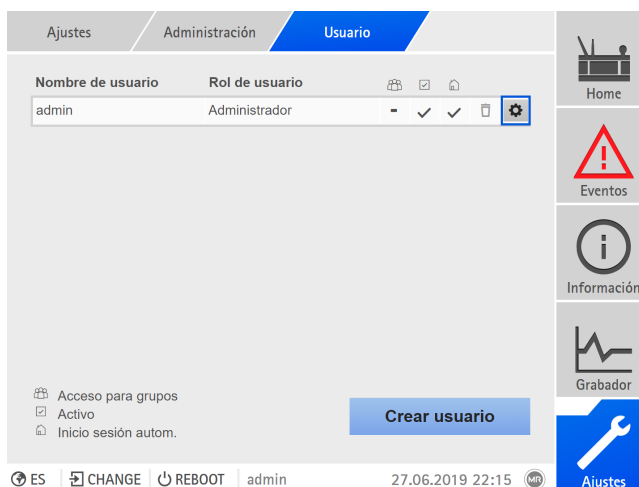 Ajustes Administración Usuario
Nombre de usuario Rol de usuario
admin Administrador
Acceso para grupos
Activo
Inicio sesión autom.
Crear usuario
ES CHANGE REBOOT admin 27.06.2019 22:15 MR
Home
Eventos
Información
Grabador
Ajustes